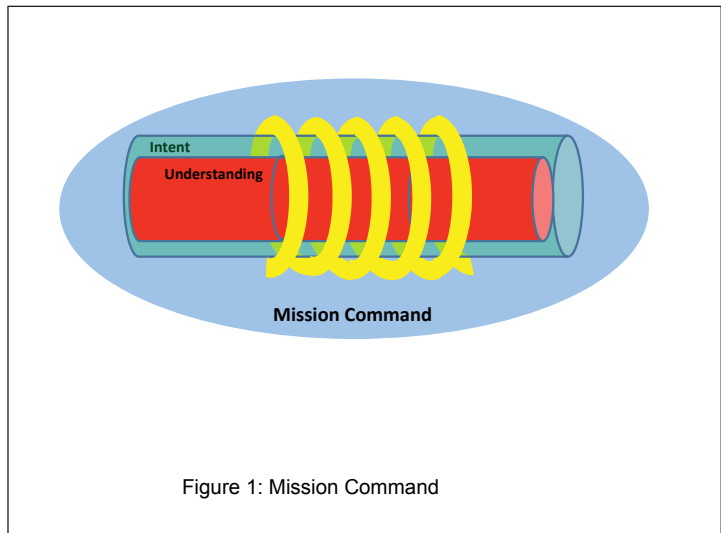 Intent
Understanding
Mission Command
Figure 1: Mission Command